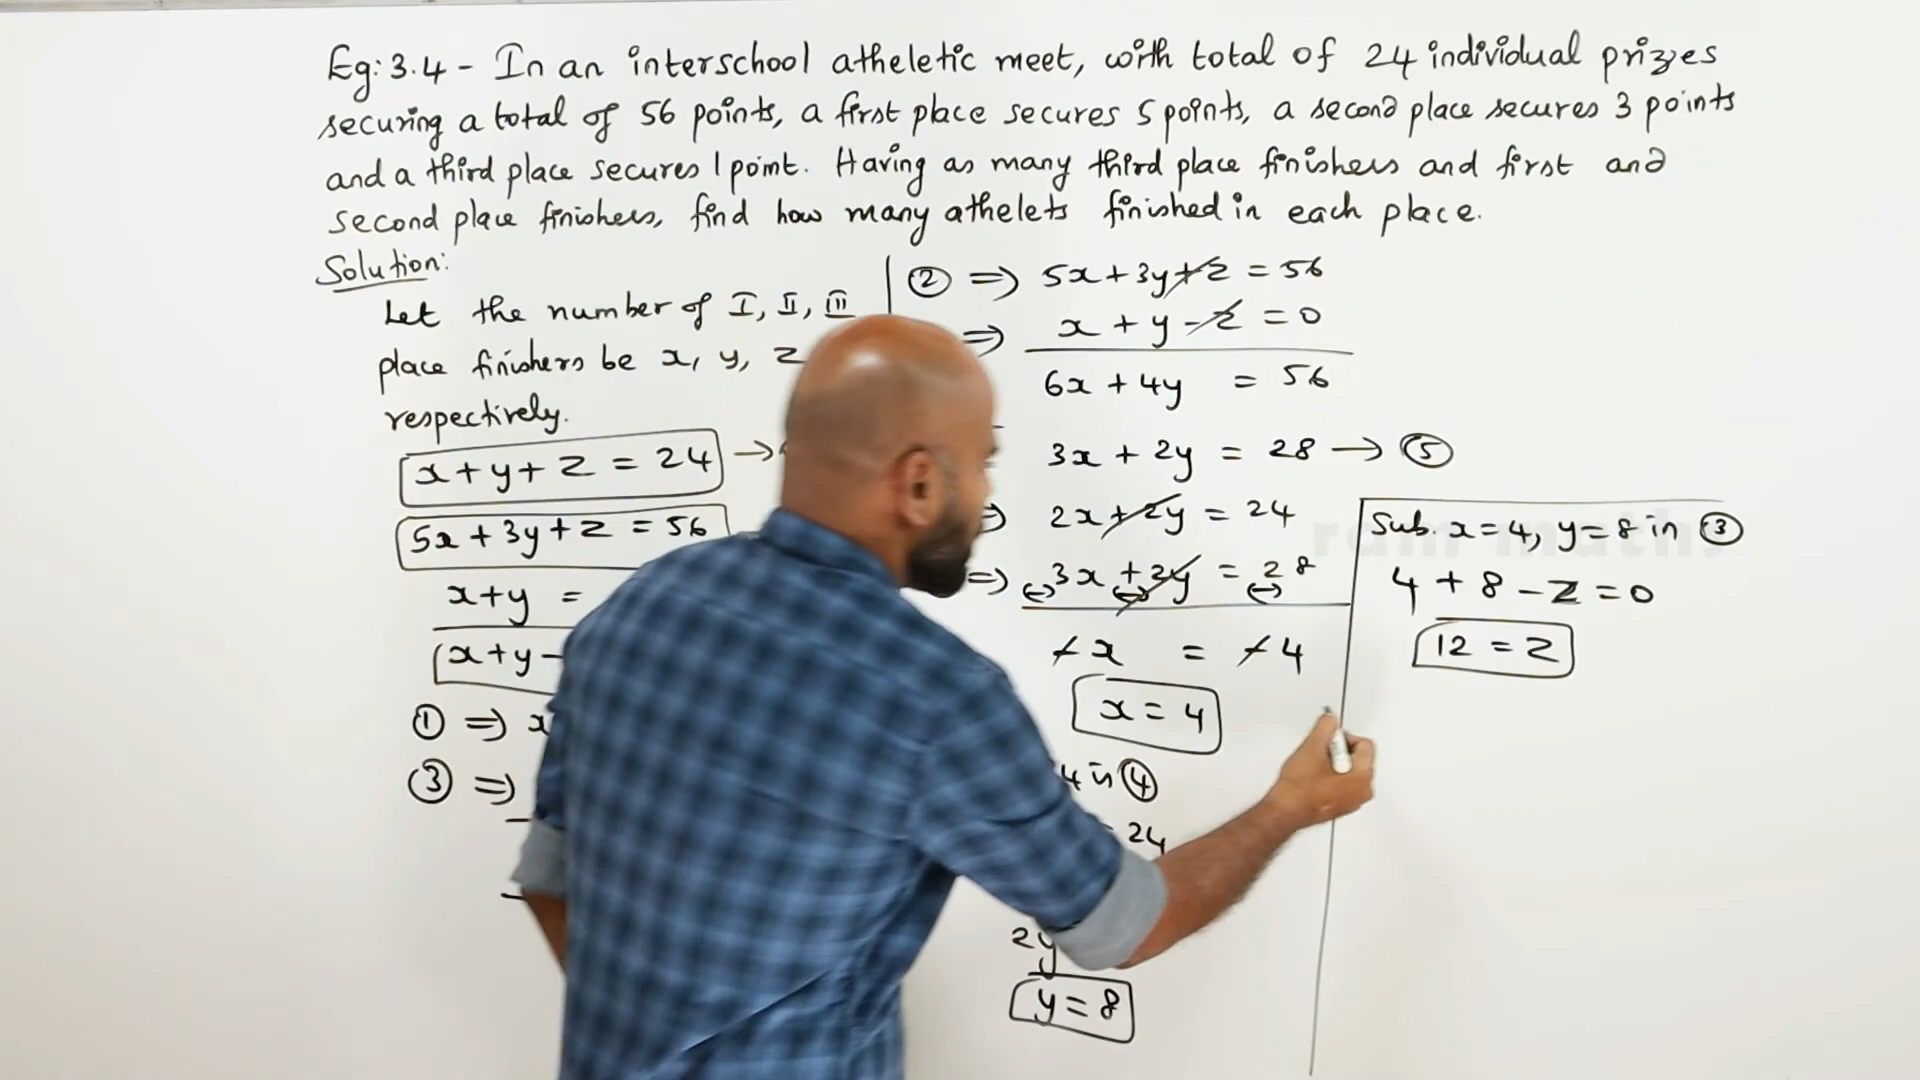 Eg: 3.4 - In an interschool atheletic meet, with total of 24 individual prizes
securing a total of 56 points, a first place secures 5 points, a second place secures 3 points
and a third place secures 1 point. Having as many third place finishers and first and
second place finishers, find how many athelets finished in each place.
Solution:
Let the number of I, II, III
place finishers be x, y, z
respectively.
x + y + z = 24 →
5x + 3y + z = 56
x+y =
x+y -
① ⇒ x
③ ⇒
② ⇒ 5x + 3y + z = 56
⇒ x + y - z = 0
6x + 4y = 56
3x + 2y = 28 → ⑤
⇒ 2x + 2y = 24
⇒ 3x + 2y = 28
(-) (-) (-)
-x = -4
x = 4
4 in ④
= 24
2y
y = 8
Sub. x = 4, y = 8 in ③
4 + 8 - z = 0
12 = z
ram maths